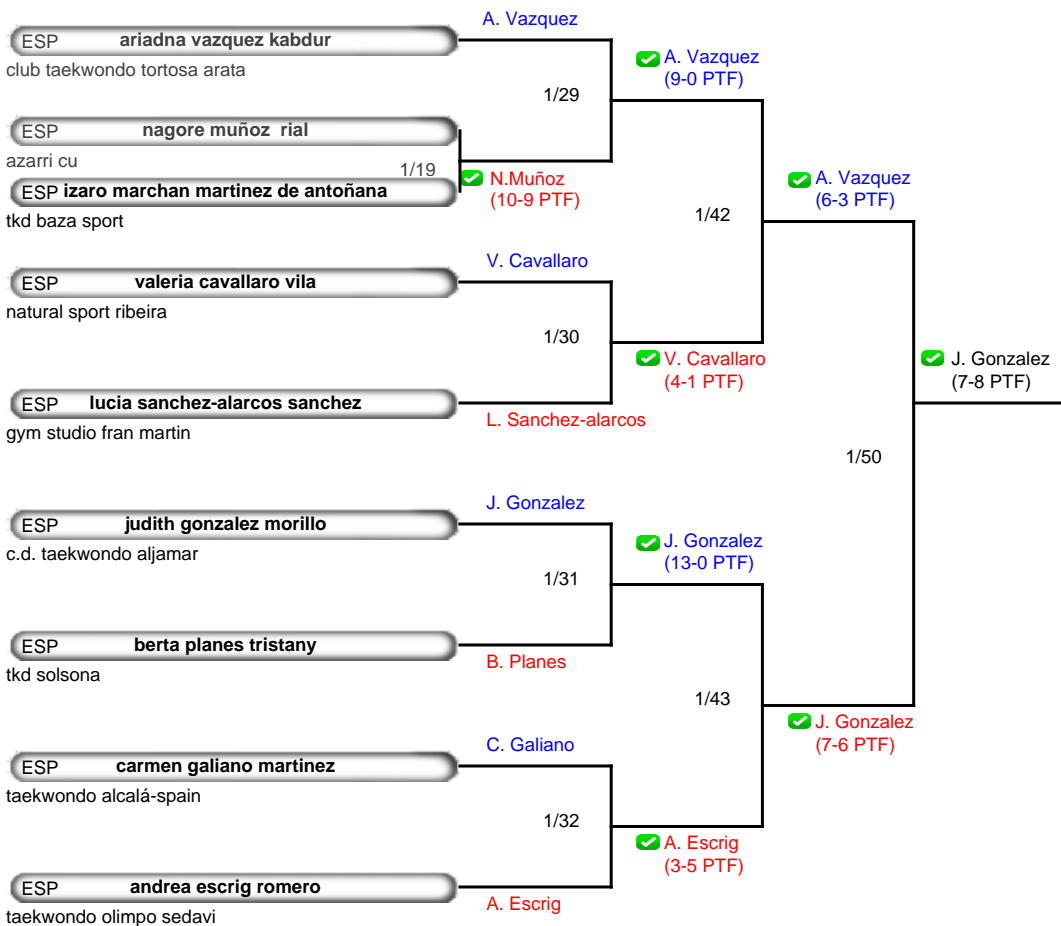 A. Vazquez
ESP ariadna vazquez kabdur
club taekwondo tortosa arata
A. Vazquez
(9-0 PTF)
1/29
ESP nagore muñoz rial
azarri cu
1/19
N.Muñoz
(10-9 PTF)
ESP izaro marchan martinez de antoñana
tkd baza sport
A. Vazquez
(6-3 PTF)
1/42
V. Cavallaro
ESP valeria cavallaro vila
natural sport ribeira
1/30
V. Cavallaro
(4-1 PTF)
J. Gonzalez
(7-8 PTF)
ESP lucia sanchez-alarcos sanchez
L. Sanchez-alarcos
gym studio fran martin
1/50
J. Gonzalez
ESP judith gonzalez morillo
c.d. taekwondo aljamar
J. Gonzalez
(13-0 PTF)
1/31
ESP berta planes tristany
B. Planes
tkd solsona
1/43
J. Gonzalez
(7-6 PTF)
C. Galiano
ESP carmen galiano martinez
taekwondo alcalá-spain
1/32
A. Escrig
(3-5 PTF)
ESP andrea escrig romero
A. Escrig
taekwondo olimpo sedavi